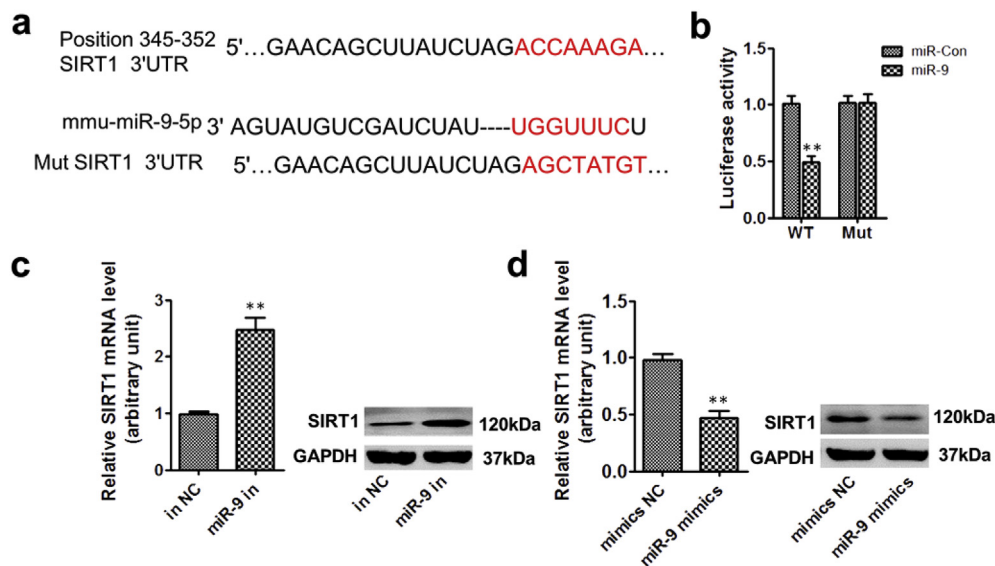 a
Position 345-352
SIRT1 3'UTR
5'...GAACAGCUUAUCUAGACCAAAGA...
mmu-miR-9-5p 3' AGUAUGUCGAUCUAU----UGGUUUCU
Mut SIRT1 3'UTR 5'...GAACAGCUUAUCUAGAGCTATGT...
b
Luciferase activity
1.5
1.0
0.5
0.0
**
WT Mut
miR-Con
miR-9
c
Relative SIRT1 mRNA level
(arbitrary unit)
3
2
1
0
**
in NC
miR-9 in
SIRT1 120kDa
GAPDH 37kDa
in NC
miR-9 in
d
Relative SIRT1 mRNA level
(arbitrary unit)
1.5
1.0
0.5
0.0
**
mimics NC
miR-9 mimics
SIRT1 120kDa
GAPDH 37kDa
mimics NC
miR-9 mimics